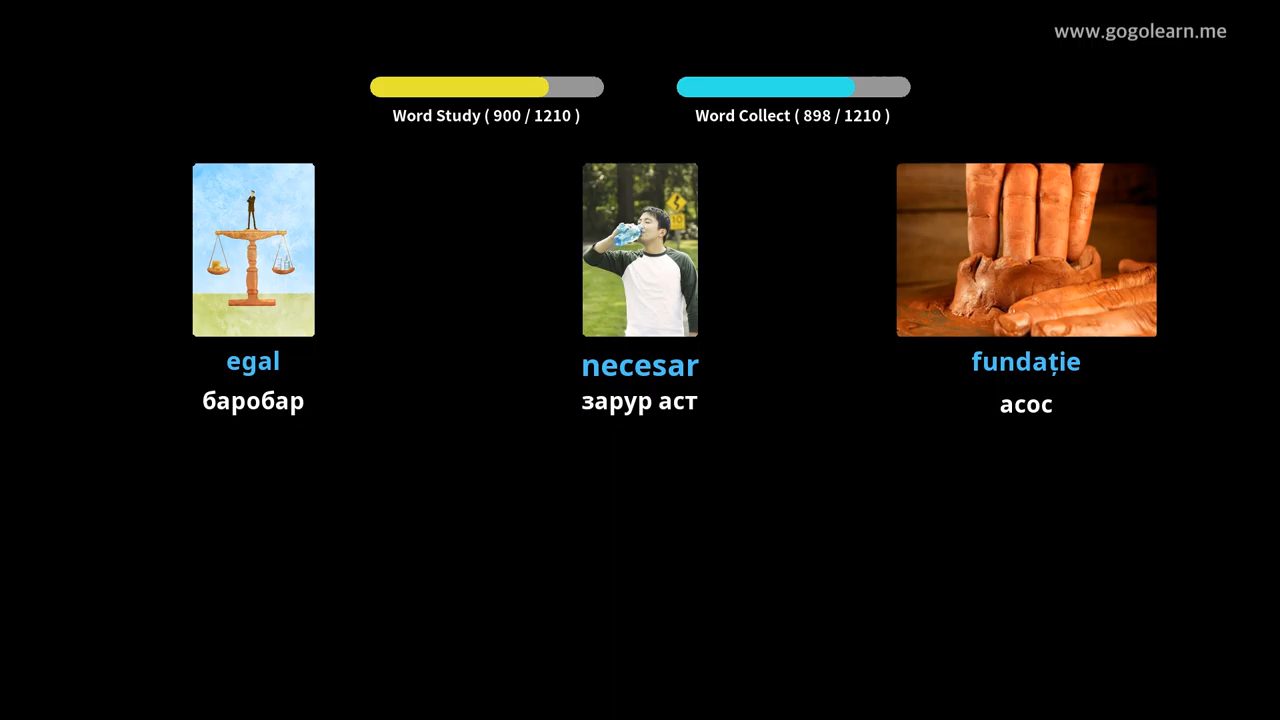 www.gogolearn.me
Word Study ( 900 / 1210 )
Word Collect ( 898 / 1210 )
egal
баробар
necesar
зарур аст
fundație
асос